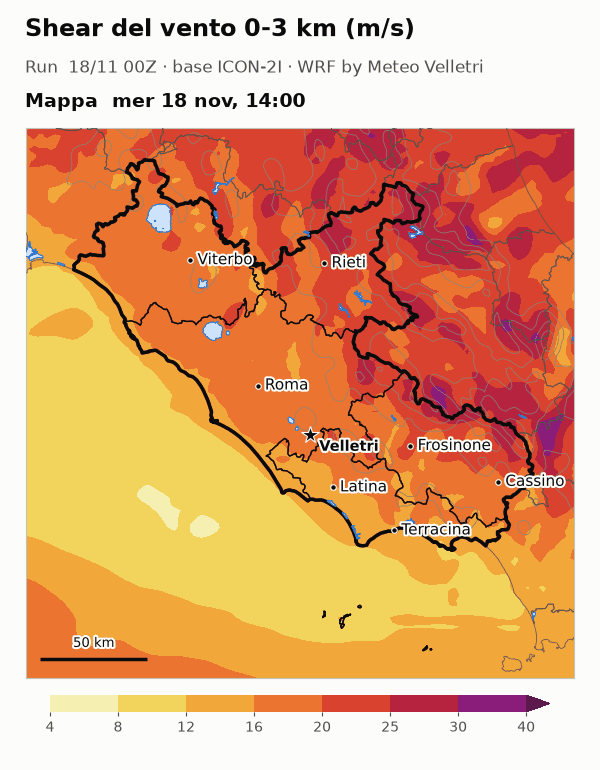 Shear del vento 0-3 km (m/s)
Run  18/11 00Z · base ICON-2I · WRF by Meteo Velletri
Mappa  mer 18 nov, 14:00
Viterbo
Rieti
Roma
Velletri
Frosinone
Latina
Cassino
Terracina
50 km
4 8 12 16 20 25 30 40